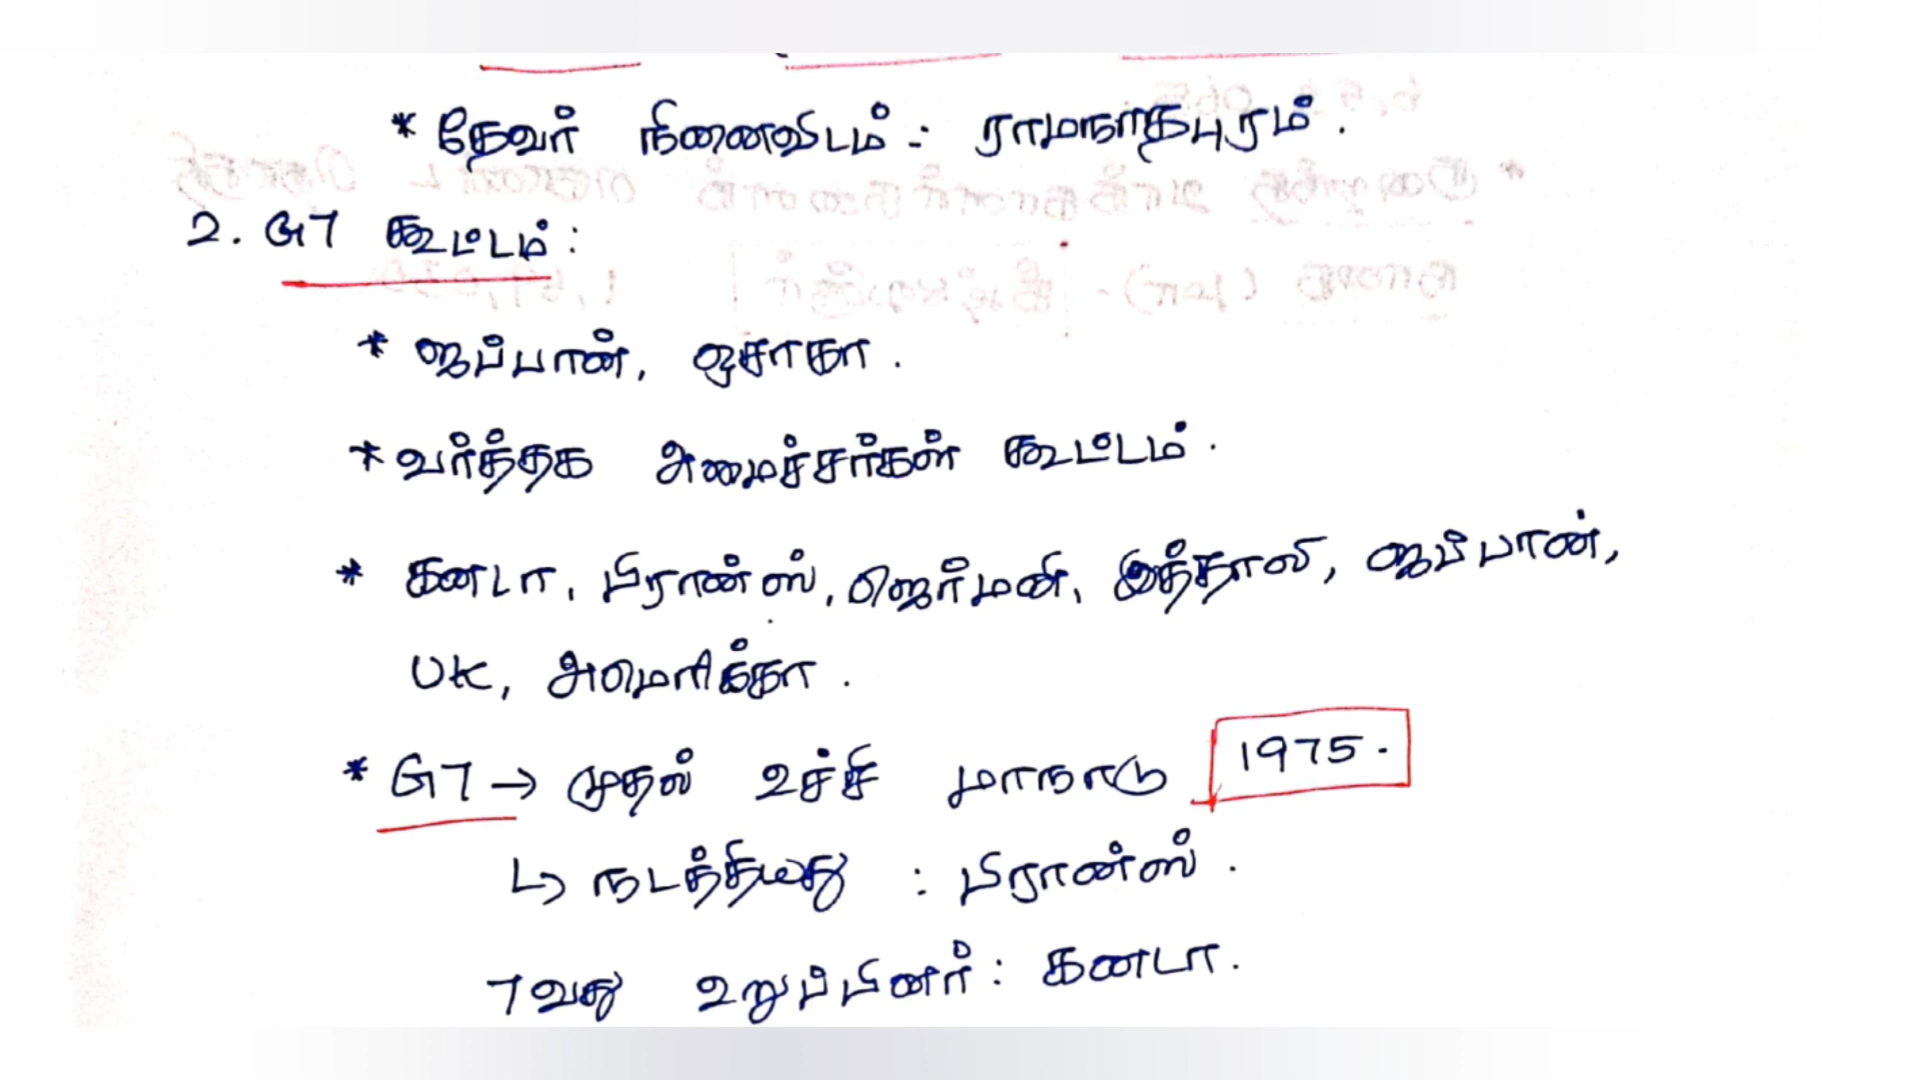 * தேவர் நினைவிடம் : ராமநாதபுரம் .
2. G7 கூட்டம் :
* ஜப்பான், ஒசாகா .
* வர்த்தக அமைச்சர்கள் கூட்டம் .
* கனடா, பிரான்ஸ், ஜெர்மனி, இத்தாலி, ஜப்பான்,
UK, அமெரிக்கா .
* G7 → முதல் உச்சி மாநாடு 1975 .
↳ நடத்தியது : பிரான்ஸ் .
7வது உறுப்பினர் : கனடா .